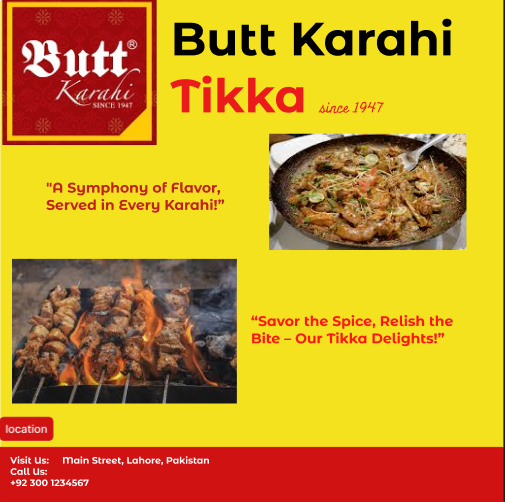 Butt®
Karahi
SINCE 1947
Butt Karahi
Tikka since 1947
"A Symphony of Flavor,
Served in Every Karahi!”
“Savor the Spice, Relish the
Bite – Our Tikka Delights!”
location
Visit Us: Main Street, Lahore, Pakistan
Call Us:
+92 300 1234567